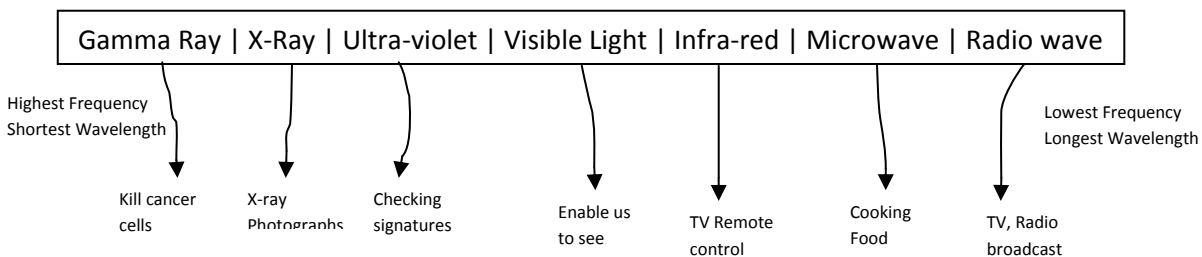 Gamma Ray | X-Ray | Ultra-violet | Visible Light | Infra-red | Microwave | Radio wave
Highest Frequency
Shortest Wavelength
Lowest Frequency
Longest Wavelength
Kill cancer
cells
X-ray
Photographs
Checking
signatures
Enable us
to see
TV Remote
control
Cooking
Food
TV, Radio
broadcast